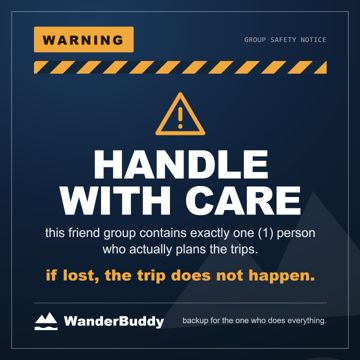 WARNING
GROUP SAFETY NOTICE
HANDLE
WITH CARE
this friend group contains exactly one (1) person
who actually plans the trips.
if lost, the trip does not happen.
WanderBuddy
backup for the one who does everything.